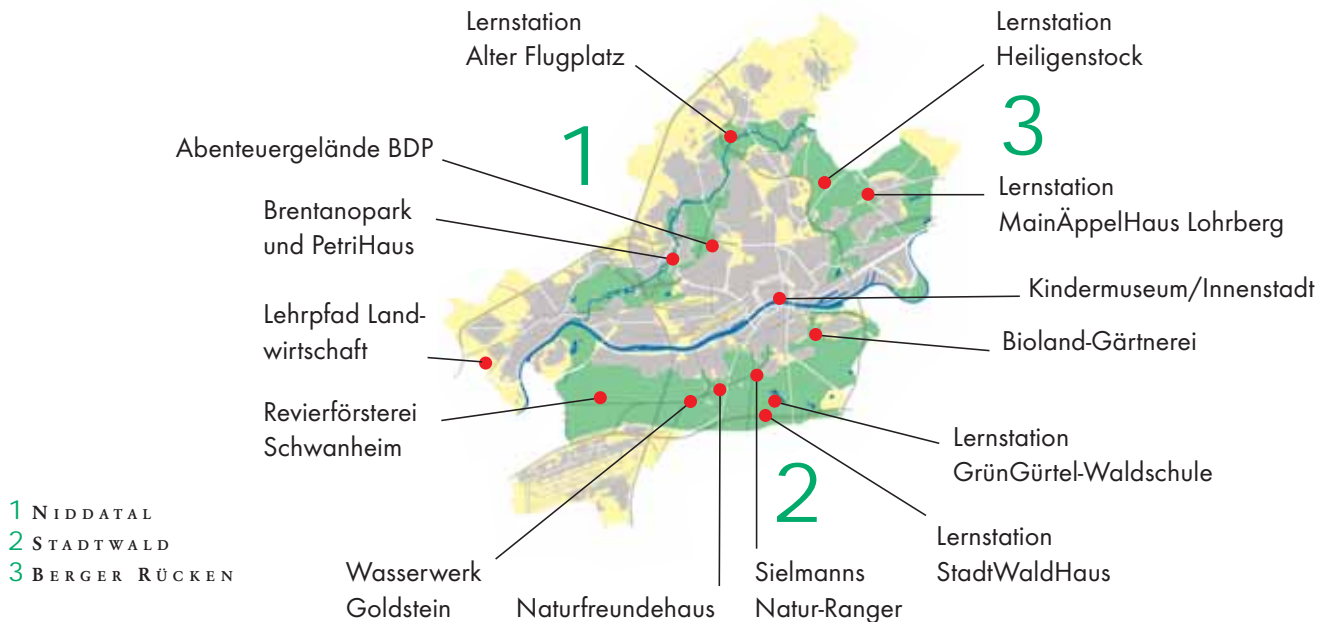 Lernstation
Alter Flugplatz
Lernstation
Heiligenstock
1
3
Abenteuergelände BDP
Lernstation
MainÄppelHaus Lohrberg
Brentanopark
und PetriHaus
Kindermuseum/Innenstadt
Lehrpfad Land-
wirtschaft
Bioland-Gärtnerei
Revierförsterei
Schwanheim
Lernstation
GrünGürtel-Waldschule
2
1 NIDDATAL
2 STADTWALD
3 BERGER RÜCKEN
Wasserwerk
Goldstein
Naturfreundehaus
Sielmanns
Natur-Ranger
Lernstation
StadtWaldHaus